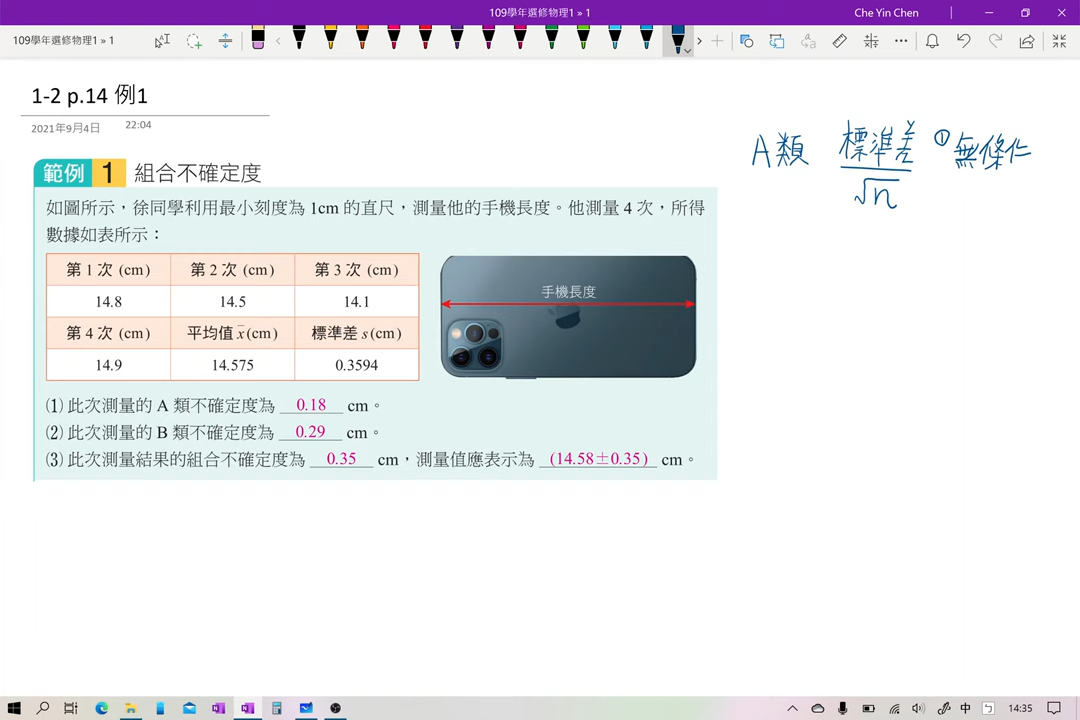 109學年選修物理1 » 1
Che Yin Chen
109學年選修物理1 » 1
1-2 p.14 例1
2021年9月4日 22:04
A類 標準差 ①無條件
√n
範例 1 組合不確定度
如圖所示，徐同學利用最小刻度為 1cm 的直尺，測量他的手機長度。他測量 4 次，所得
數據如表所示：
第 1 次 (cm) 第 2 次 (cm) 第 3 次 (cm)
14.8 14.5 14.1
第 4 次 (cm) 平均值 x̄ (cm) 標準差 s (cm)
14.9 14.575 0.3594
手機長度
⑴ 此次測量的 A 類不確定度為 0.18 cm。
⑵ 此次測量的 B 類不確定度為 0.29 cm。
⑶ 此次測量結果的組合不確定度為 0.35 cm，測量值應表示為 (14.58±0.35) cm。
中
14:35